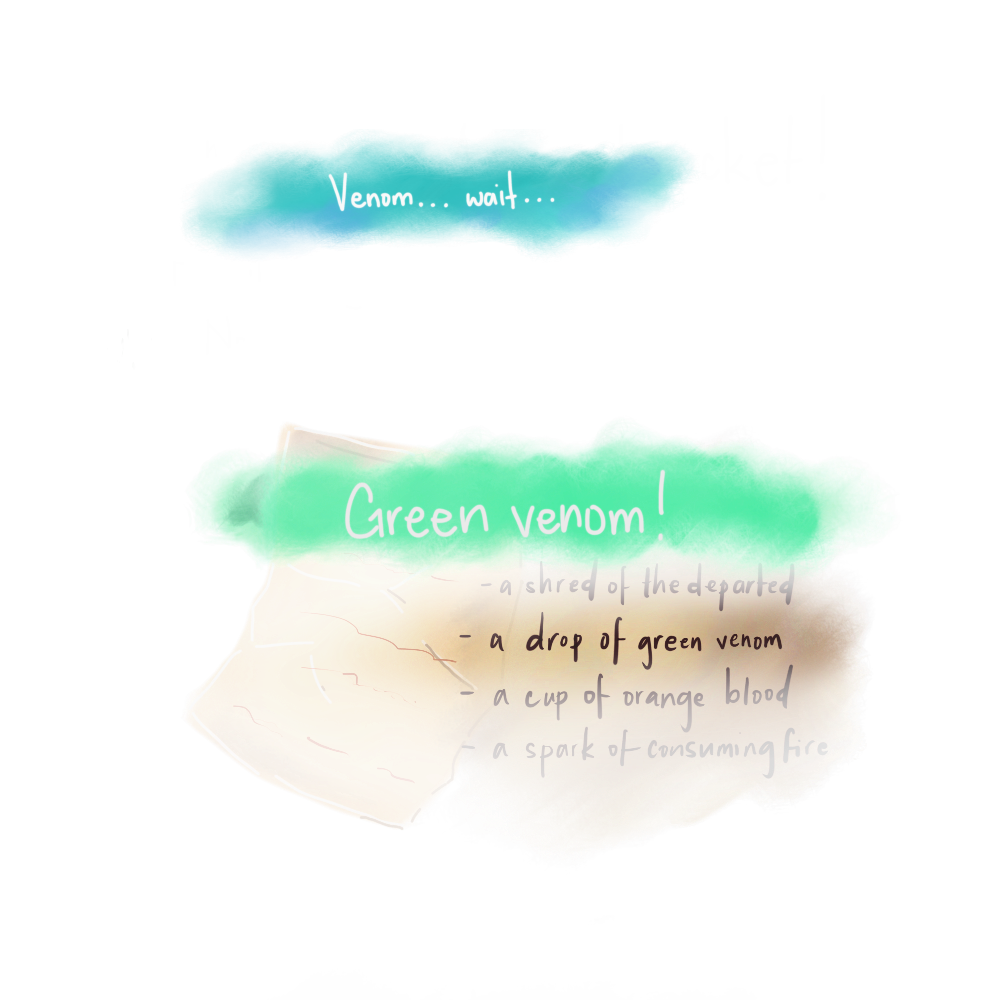 Venom... wait...
Green venom!
- a shred of the departed
- a drop of green venom
- a cup of orange blood
- a spark of consuming fire